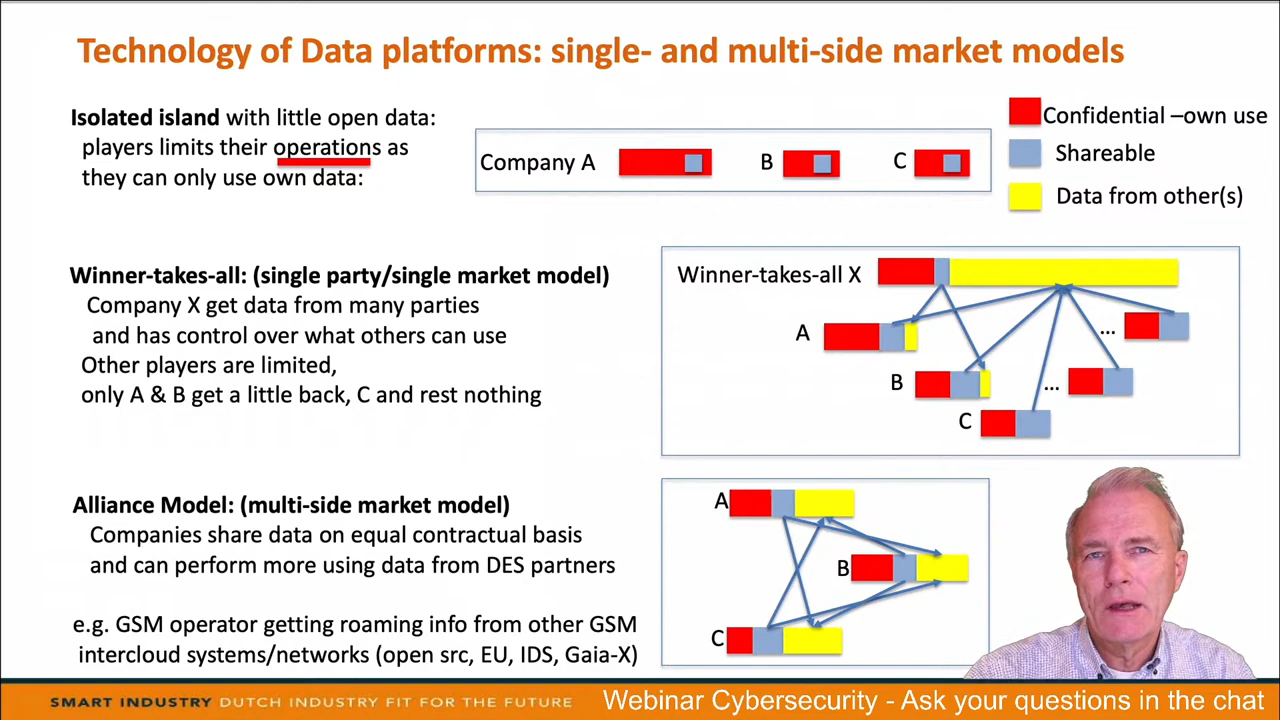 Technology of Data platforms: single- and multi-side market models
Isolated island with little open data:
players limits their operations as
they can only use own data:
Company A
B
C
Confidential –own use
Shareable
Data from other(s)
Winner-takes-all: (single party/single market model)
Company X get data from many parties
and has control over what others can use
Other players are limited,
only A & B get a little back, C and rest nothing
Winner-takes-all X
A
...
B
...
C
Alliance Model: (multi-side market model)
Companies share data on equal contractual basis
and can perform more using data from DES partners
e.g. GSM operator getting roaming info from other GSM
intercloud systems/networks (open src, EU, IDS, Gaia-X)
A
B
C
SMART INDUSTRY DUTCH INDUSTRY FIT FOR THE FUTURE
Webinar Cybersecurity - Ask your questions in the chat